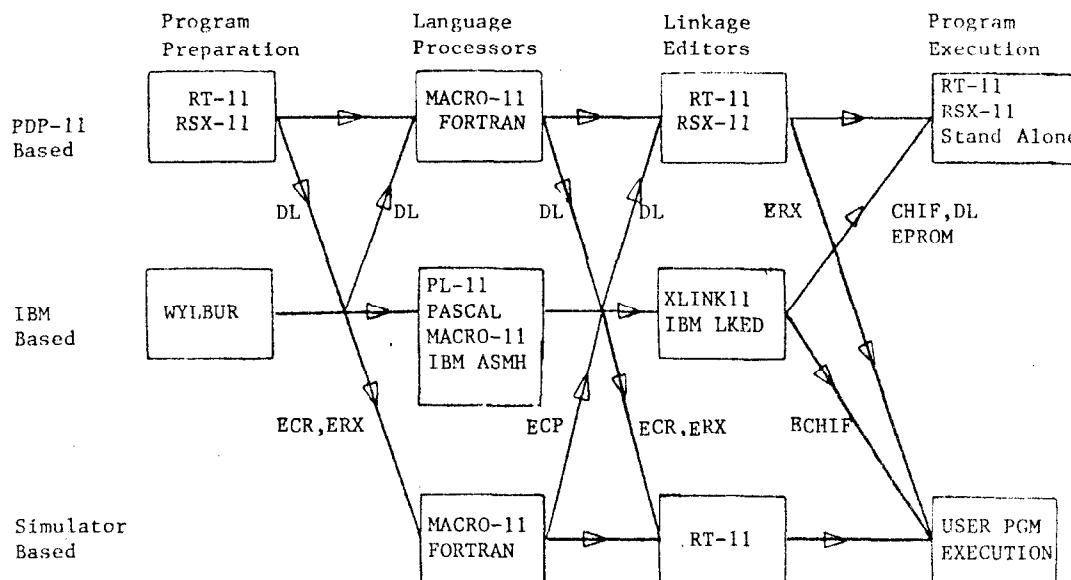 Program Preparation
Language Processors
Linkage Editors
Program Execution
PDP-11 Based
RT-11
RSX-11
MACRO-11
FORTRAN
RT-11
RSX-11
RT-11
RSX-11
Stand Alone
DL
DL
DL
DL
ERX
CHIF,DL
EPROM
IBM Based
WYLBUR
PL-11
PASCAL
MACRO-11
IBM ASMH
XLINK11
IBM LKED
ECR,ERX
ECP
ECR,ERX
ECHIF
Simulator Based
MACRO-11
FORTRAN
RT-11
USER PGM
EXECUTION